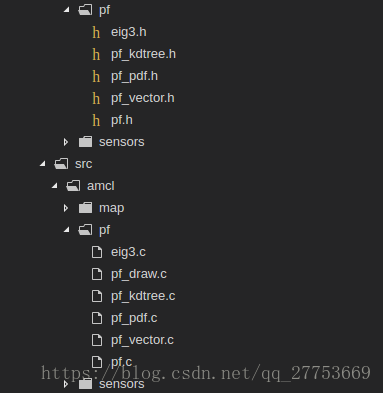 pf
h eig3.h
h pf_kdtree.h
h pf_pdf.h
h pf_vector.h
h pf.h
sensors
src
amcl
map
pf
eig3.c
pf_draw.c
pf_kdtree.c
pf_pdf.c
pf_vector.c
pf.c
https://blog.csdn.net/qq_27753669
sensors